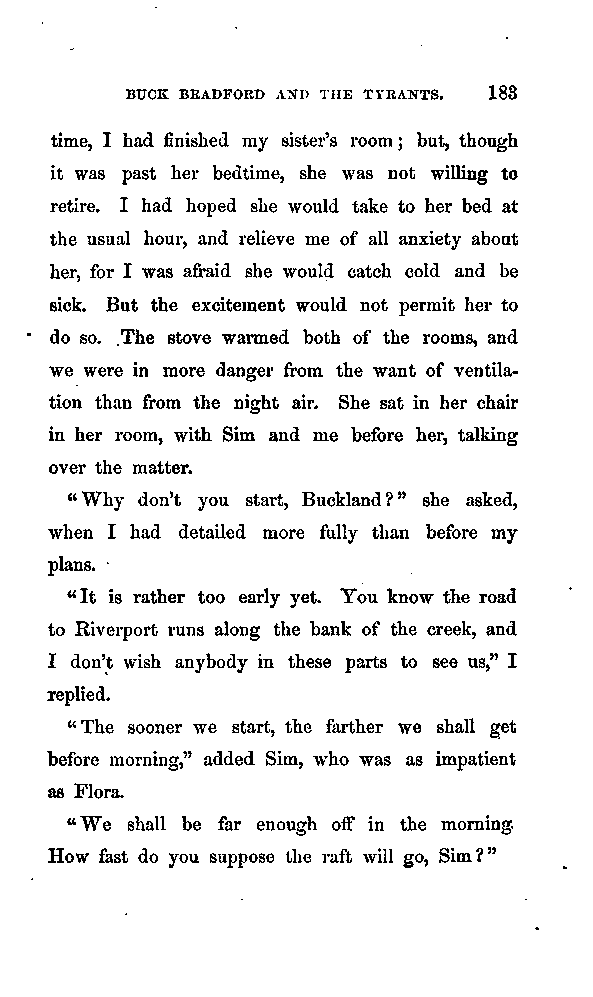 BUCK BRADFORD AND THE TYRANTS. 183
time, I had finished my sister's room; but, though
it was past her bedtime, she was not willing to
retire. I had hoped she would take to her bed at
the usual hour, and relieve me of all anxiety about
her, for I was afraid she would catch cold and be
sick. But the excitement would not permit her to
do so. The stove warmed both of the rooms, and
we were in more danger from the want of ventila-
tion than from the night air. She sat in her chair
in her room, with Sim and me before her, talking
over the matter.
"Why don't you start, Buckland?" she asked,
when I had detailed more fully than before my
plans.
"It is rather too early yet. You know the road
to Riverport runs along the bank of the creek, and
I don't wish anybody in these parts to see us," I
replied.
"The sooner we start, the farther we shall get
before morning," added Sim, who was as impatient
as Flora.
"We shall be far enough off in the morning.
How fast do you suppose the raft will go, Sim?"